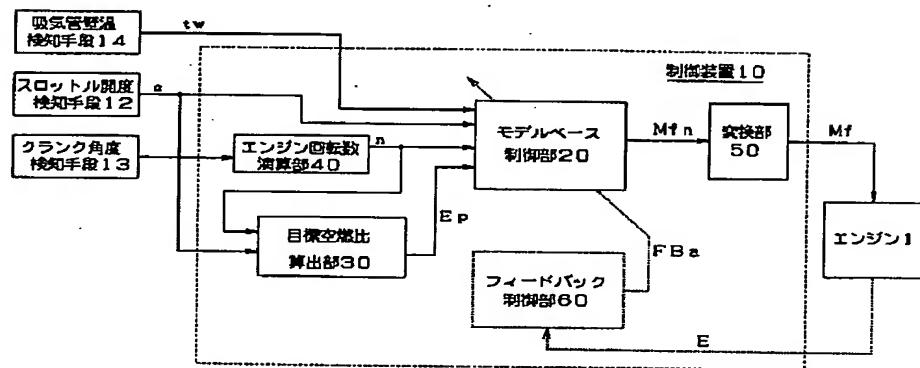 吸気管壁温
検知手段14
tw
スロットル開度
検知手段12
α
クランク角度
検知手段13
制御装置10
エンジン回転数
演算部40
n
モデルベース
制御部20
Mfn
変換部
50
Mf
目標空燃比
算出部30
Ep
エンジン1
FBa
フィードバック
制御部60
E